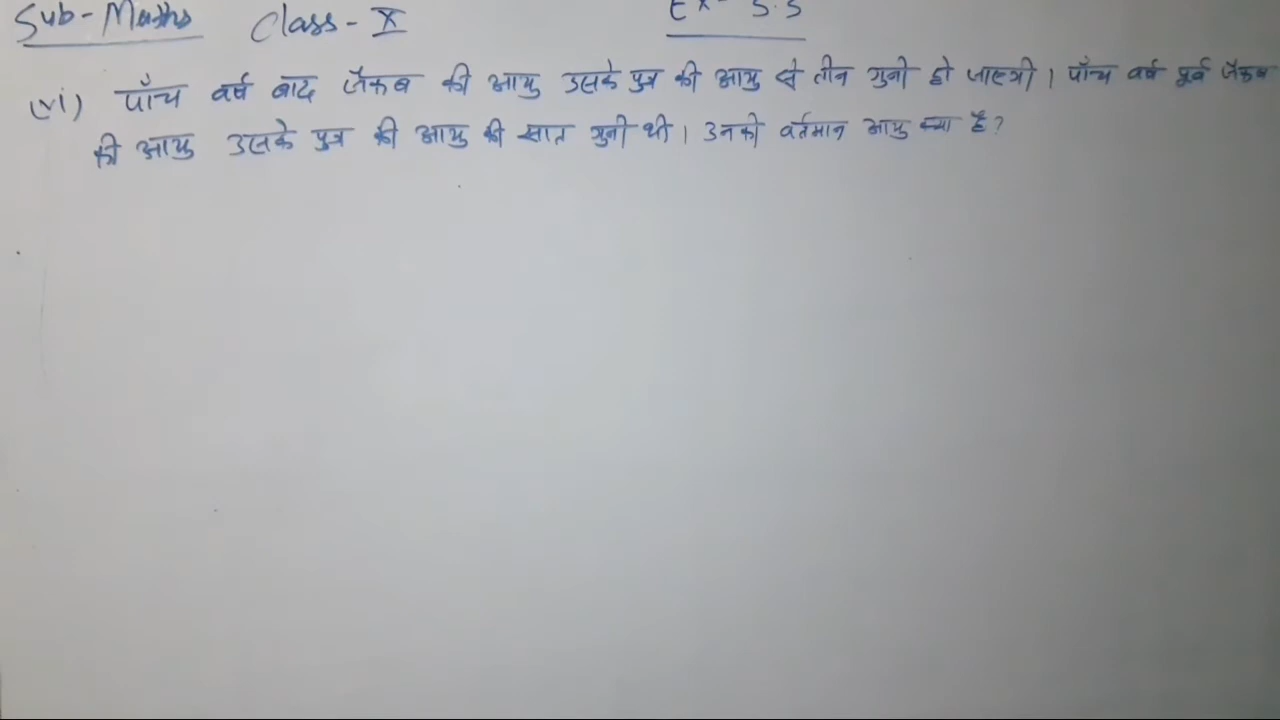 Sub- Maths Class - X Ex- 3.3
(vi) पाँच वर्ष बाद जैकब की आयु उसके पुत्र की आयु से तीन गुनी हो जाएगी। पाँच वर्ष पूर्व जैकब
की आयु उसके पुत्र की आयु की सात गुनी थी। उनकी वर्तमान आयु क्या है?